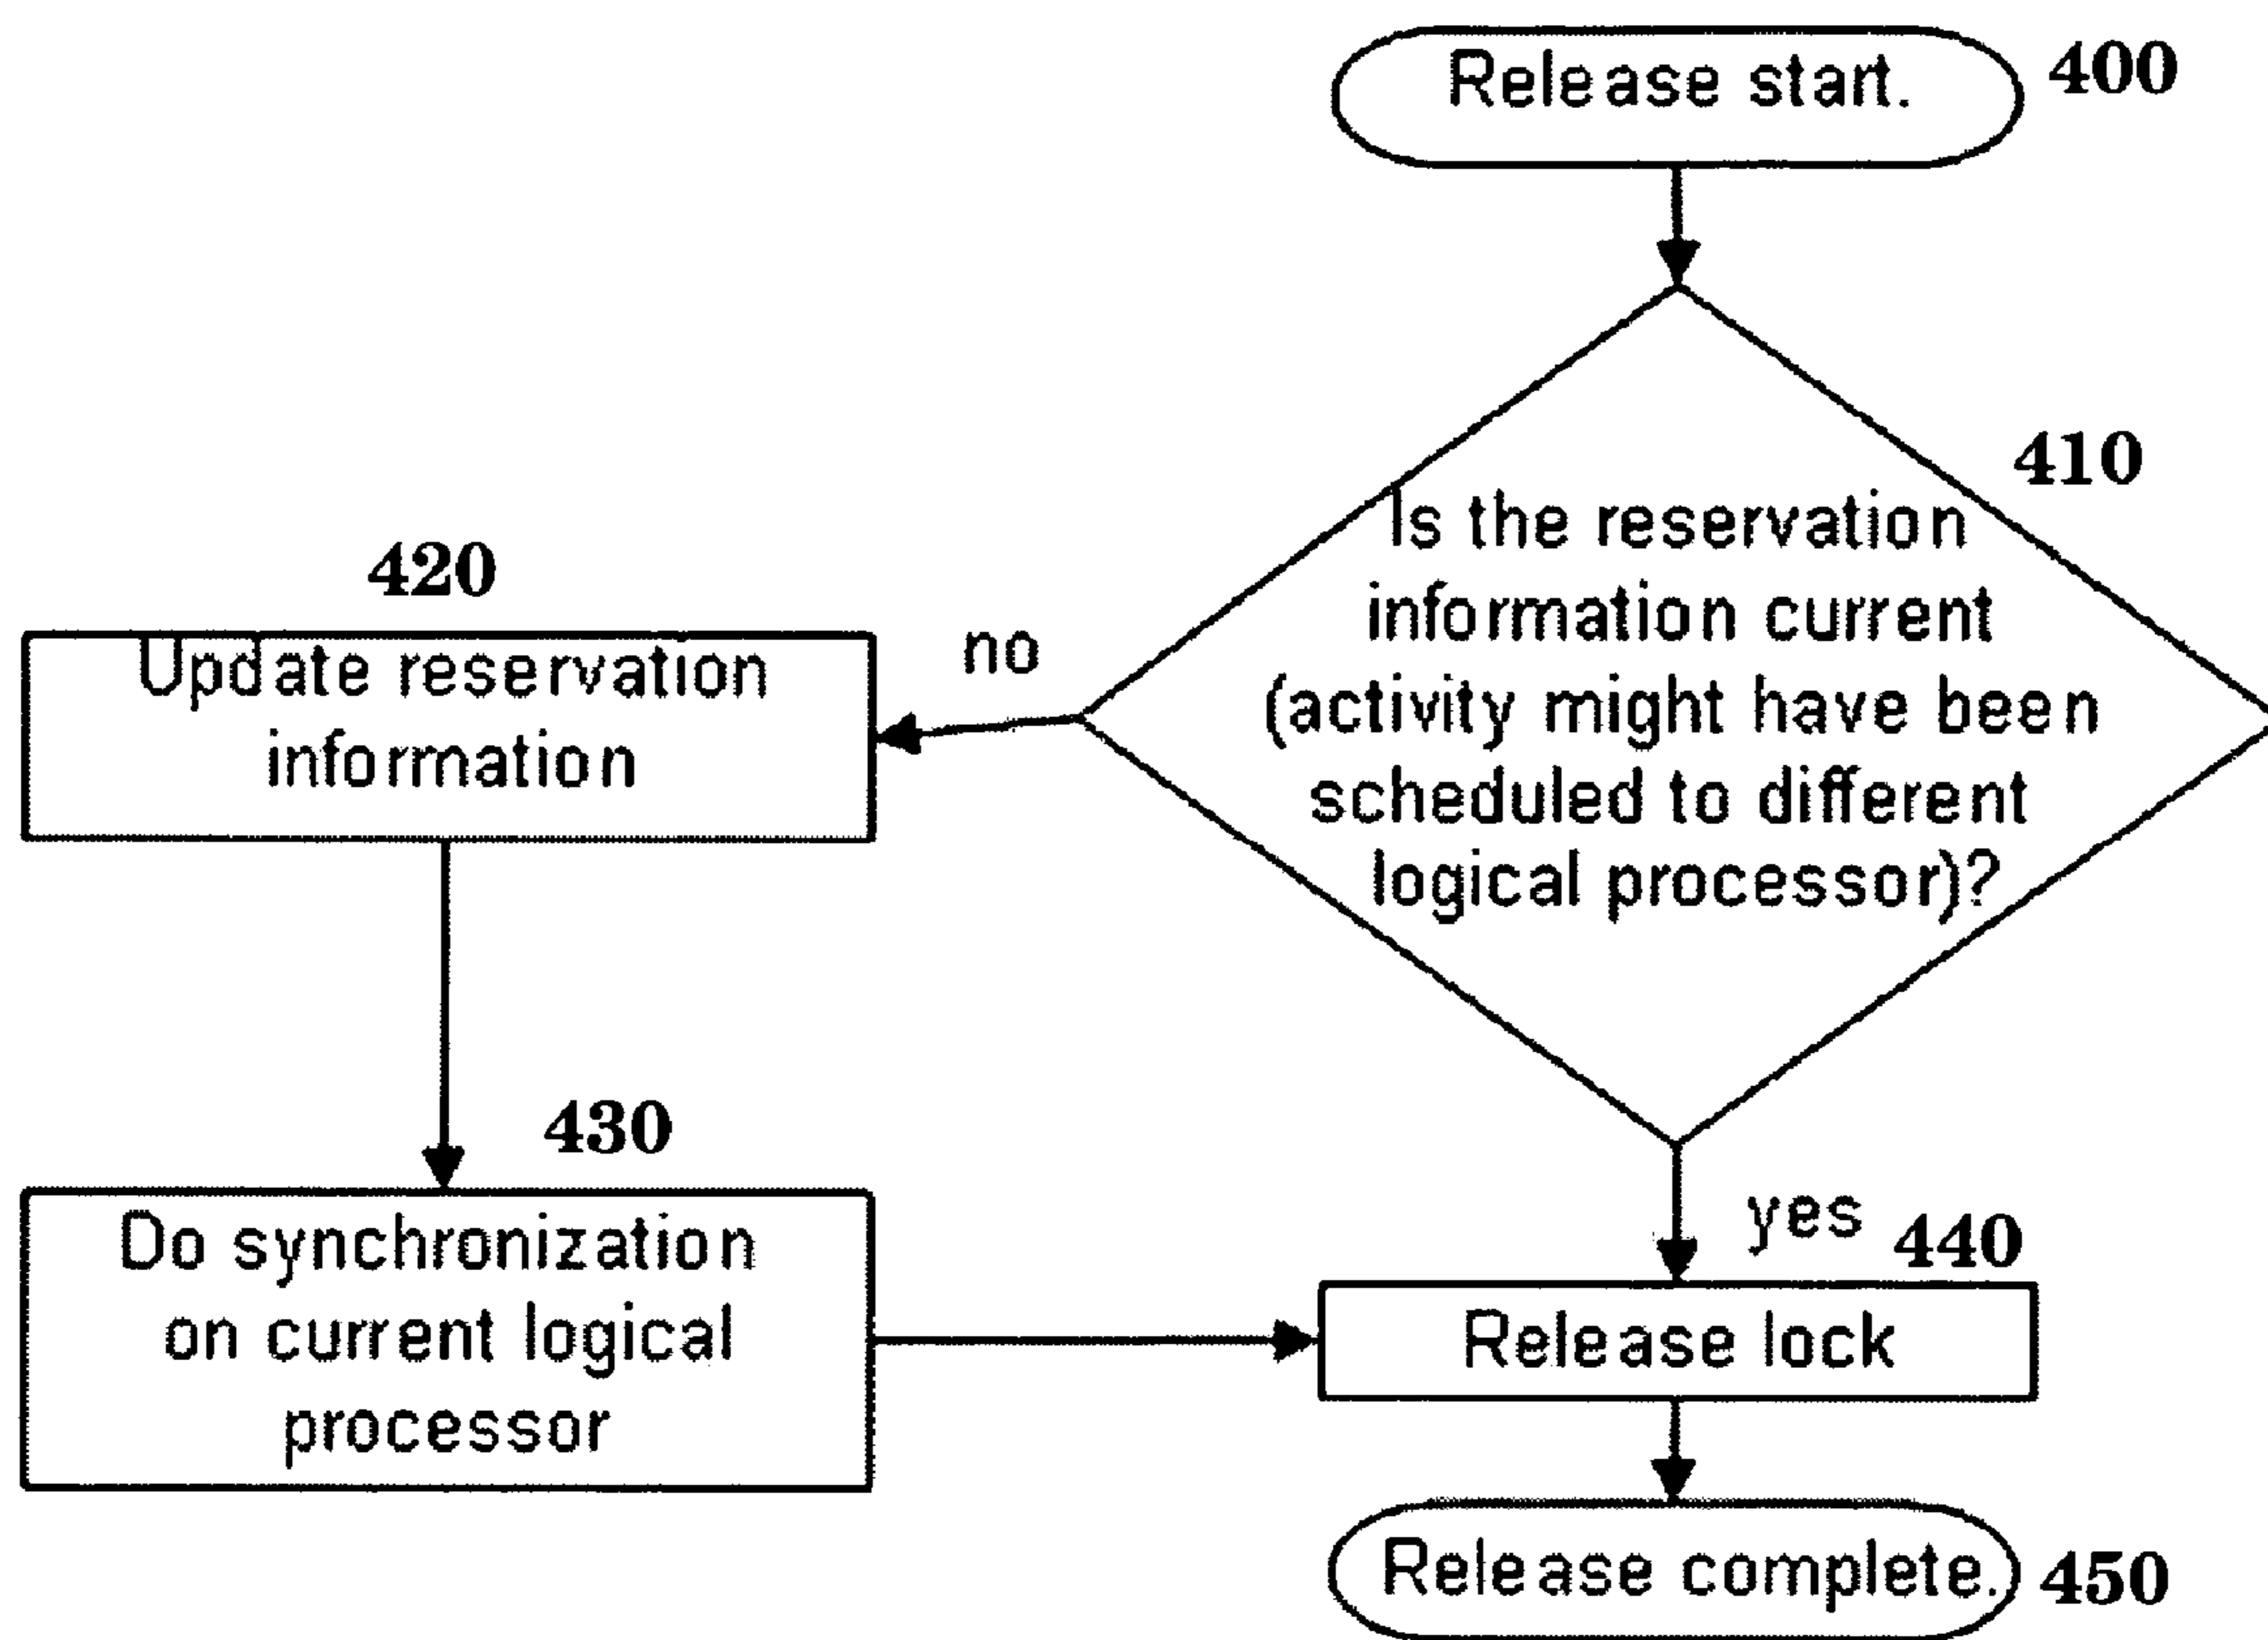 Release start.
400
410
Is the reservation
information current
(activity might have been
scheduled to different
logical processor)?
no
420
Update reservation
information
430
Do synchronization
on current logical
processor
yes
440
Release lock
Release complete.
450